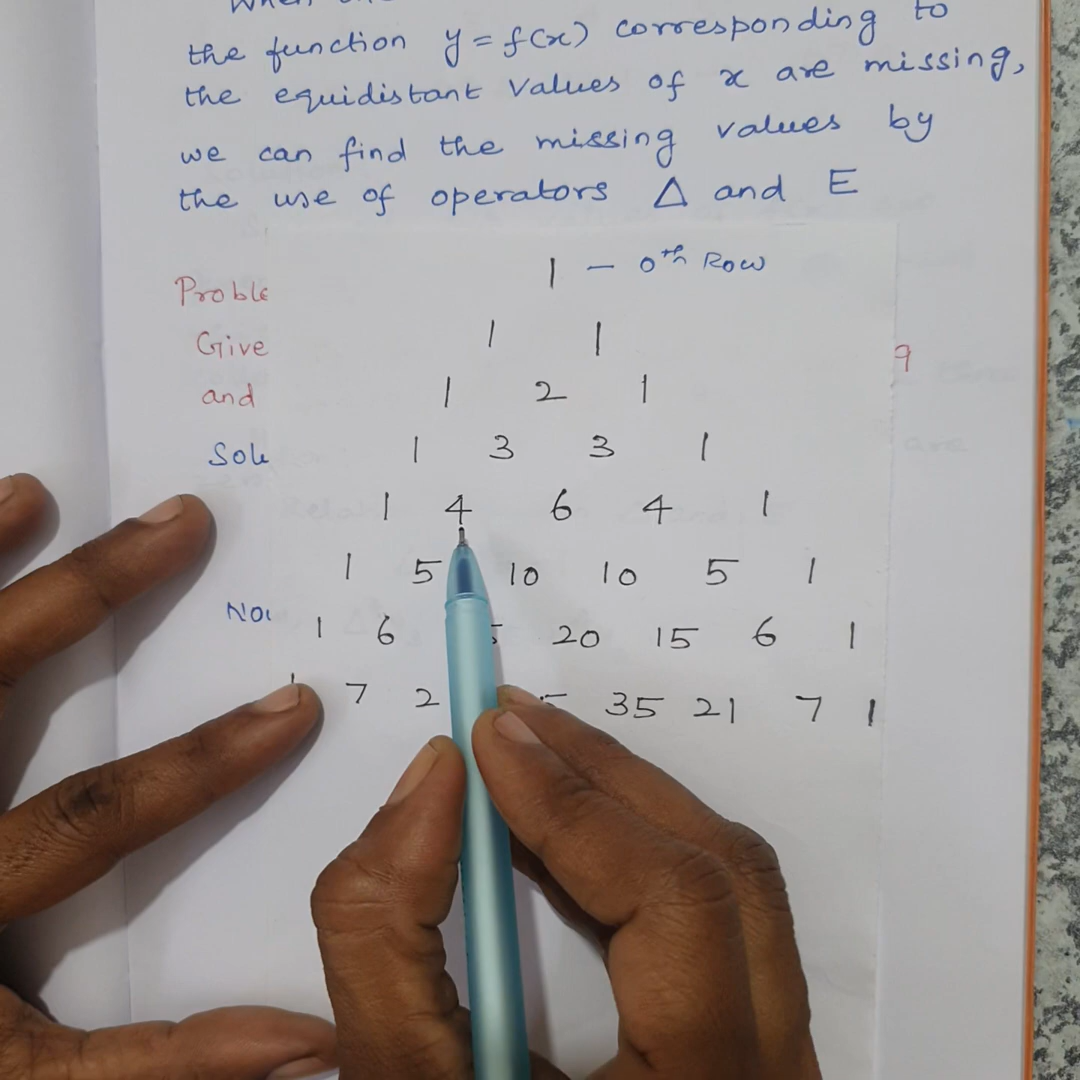 the function y = f(x) corresponding to
the equidistant values of x are missing,
we can find the missing values by
the use of operators Δ and E
1 – 0th Row
1 1
9
1 2 1
and
1 3 3 1
1 4 6 4 1
1 5 10 10 5 1
1 6 20 15 6 1
7 35 21 7 1